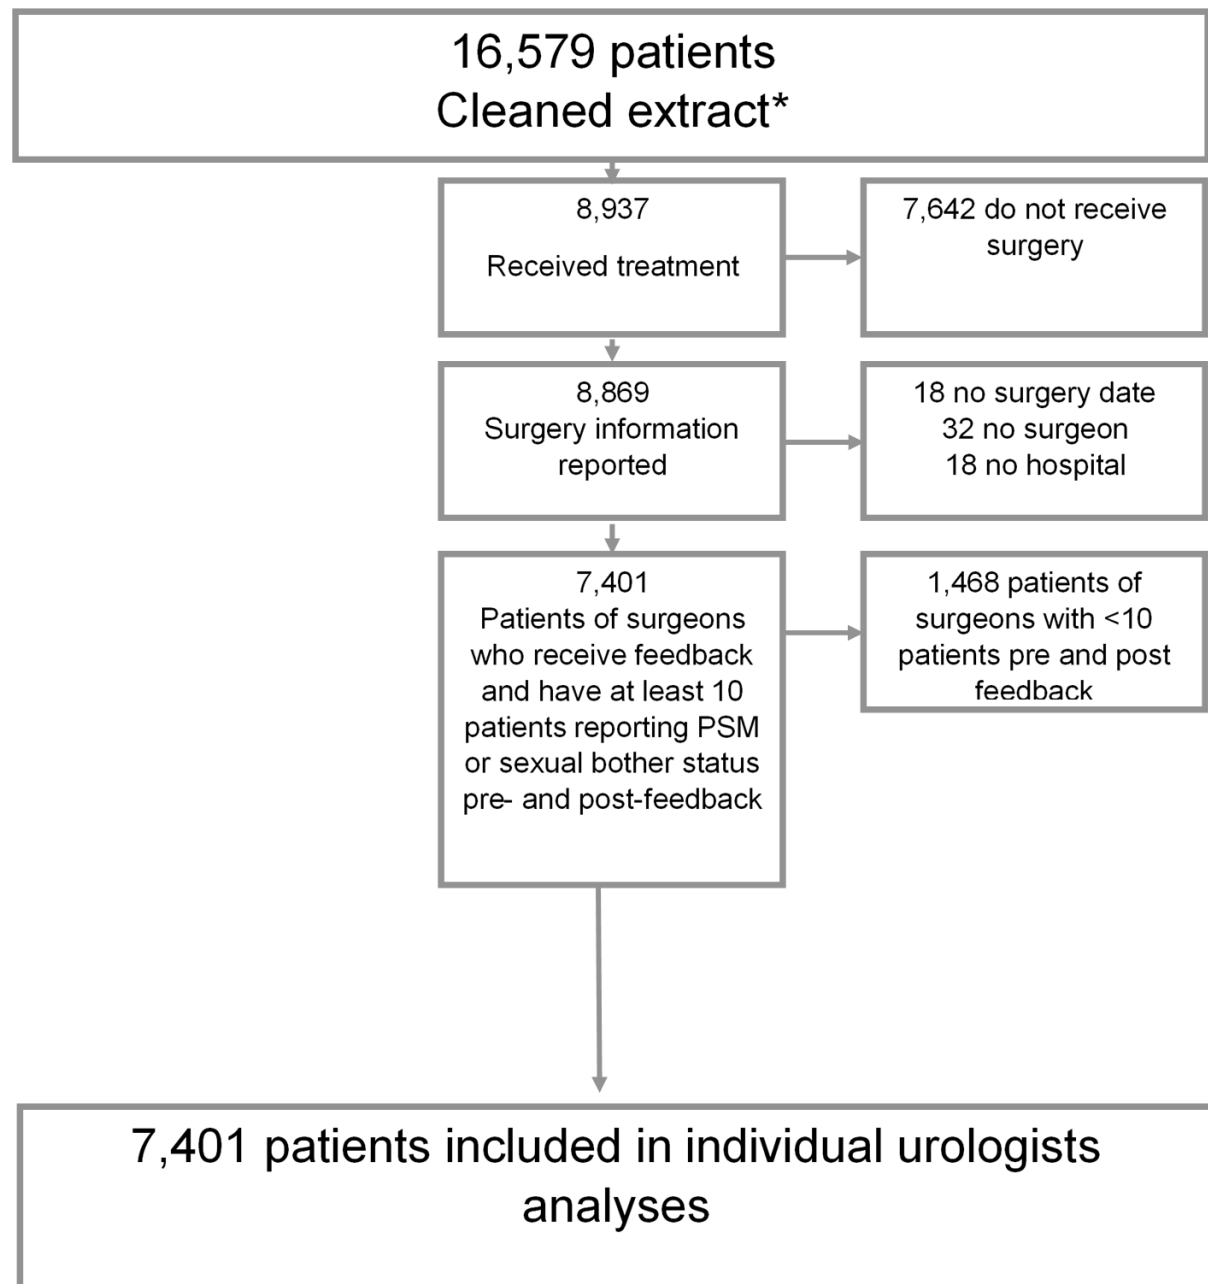 16,579 patients
Cleaned extract*
8,937
Received treatment
7,642 do not receive
surgery
8,869
Surgery information
reported
18 no surgery date
32 no surgeon
18 no hospital
7,401
Patients of surgeons
who receive feedback
and have at least 10
patients reporting PSM
or sexual bother status
pre- and post-feedback
1,468 patients of
surgeons with <10
patients pre and post
feedback
7,401 patients included in individual urologists
analyses